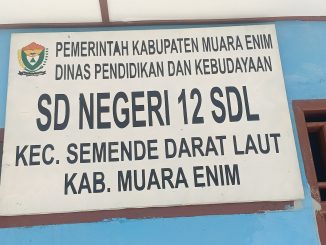 PEMERINTAH KABUPATEN MUARA ENIM
DINAS PENDIDIKAN DAN KEBUDAYAAN
SD NEGERI 12 SDL
KEC. SEMENDE DARAT LAUT
KAB. MUARA ENIM